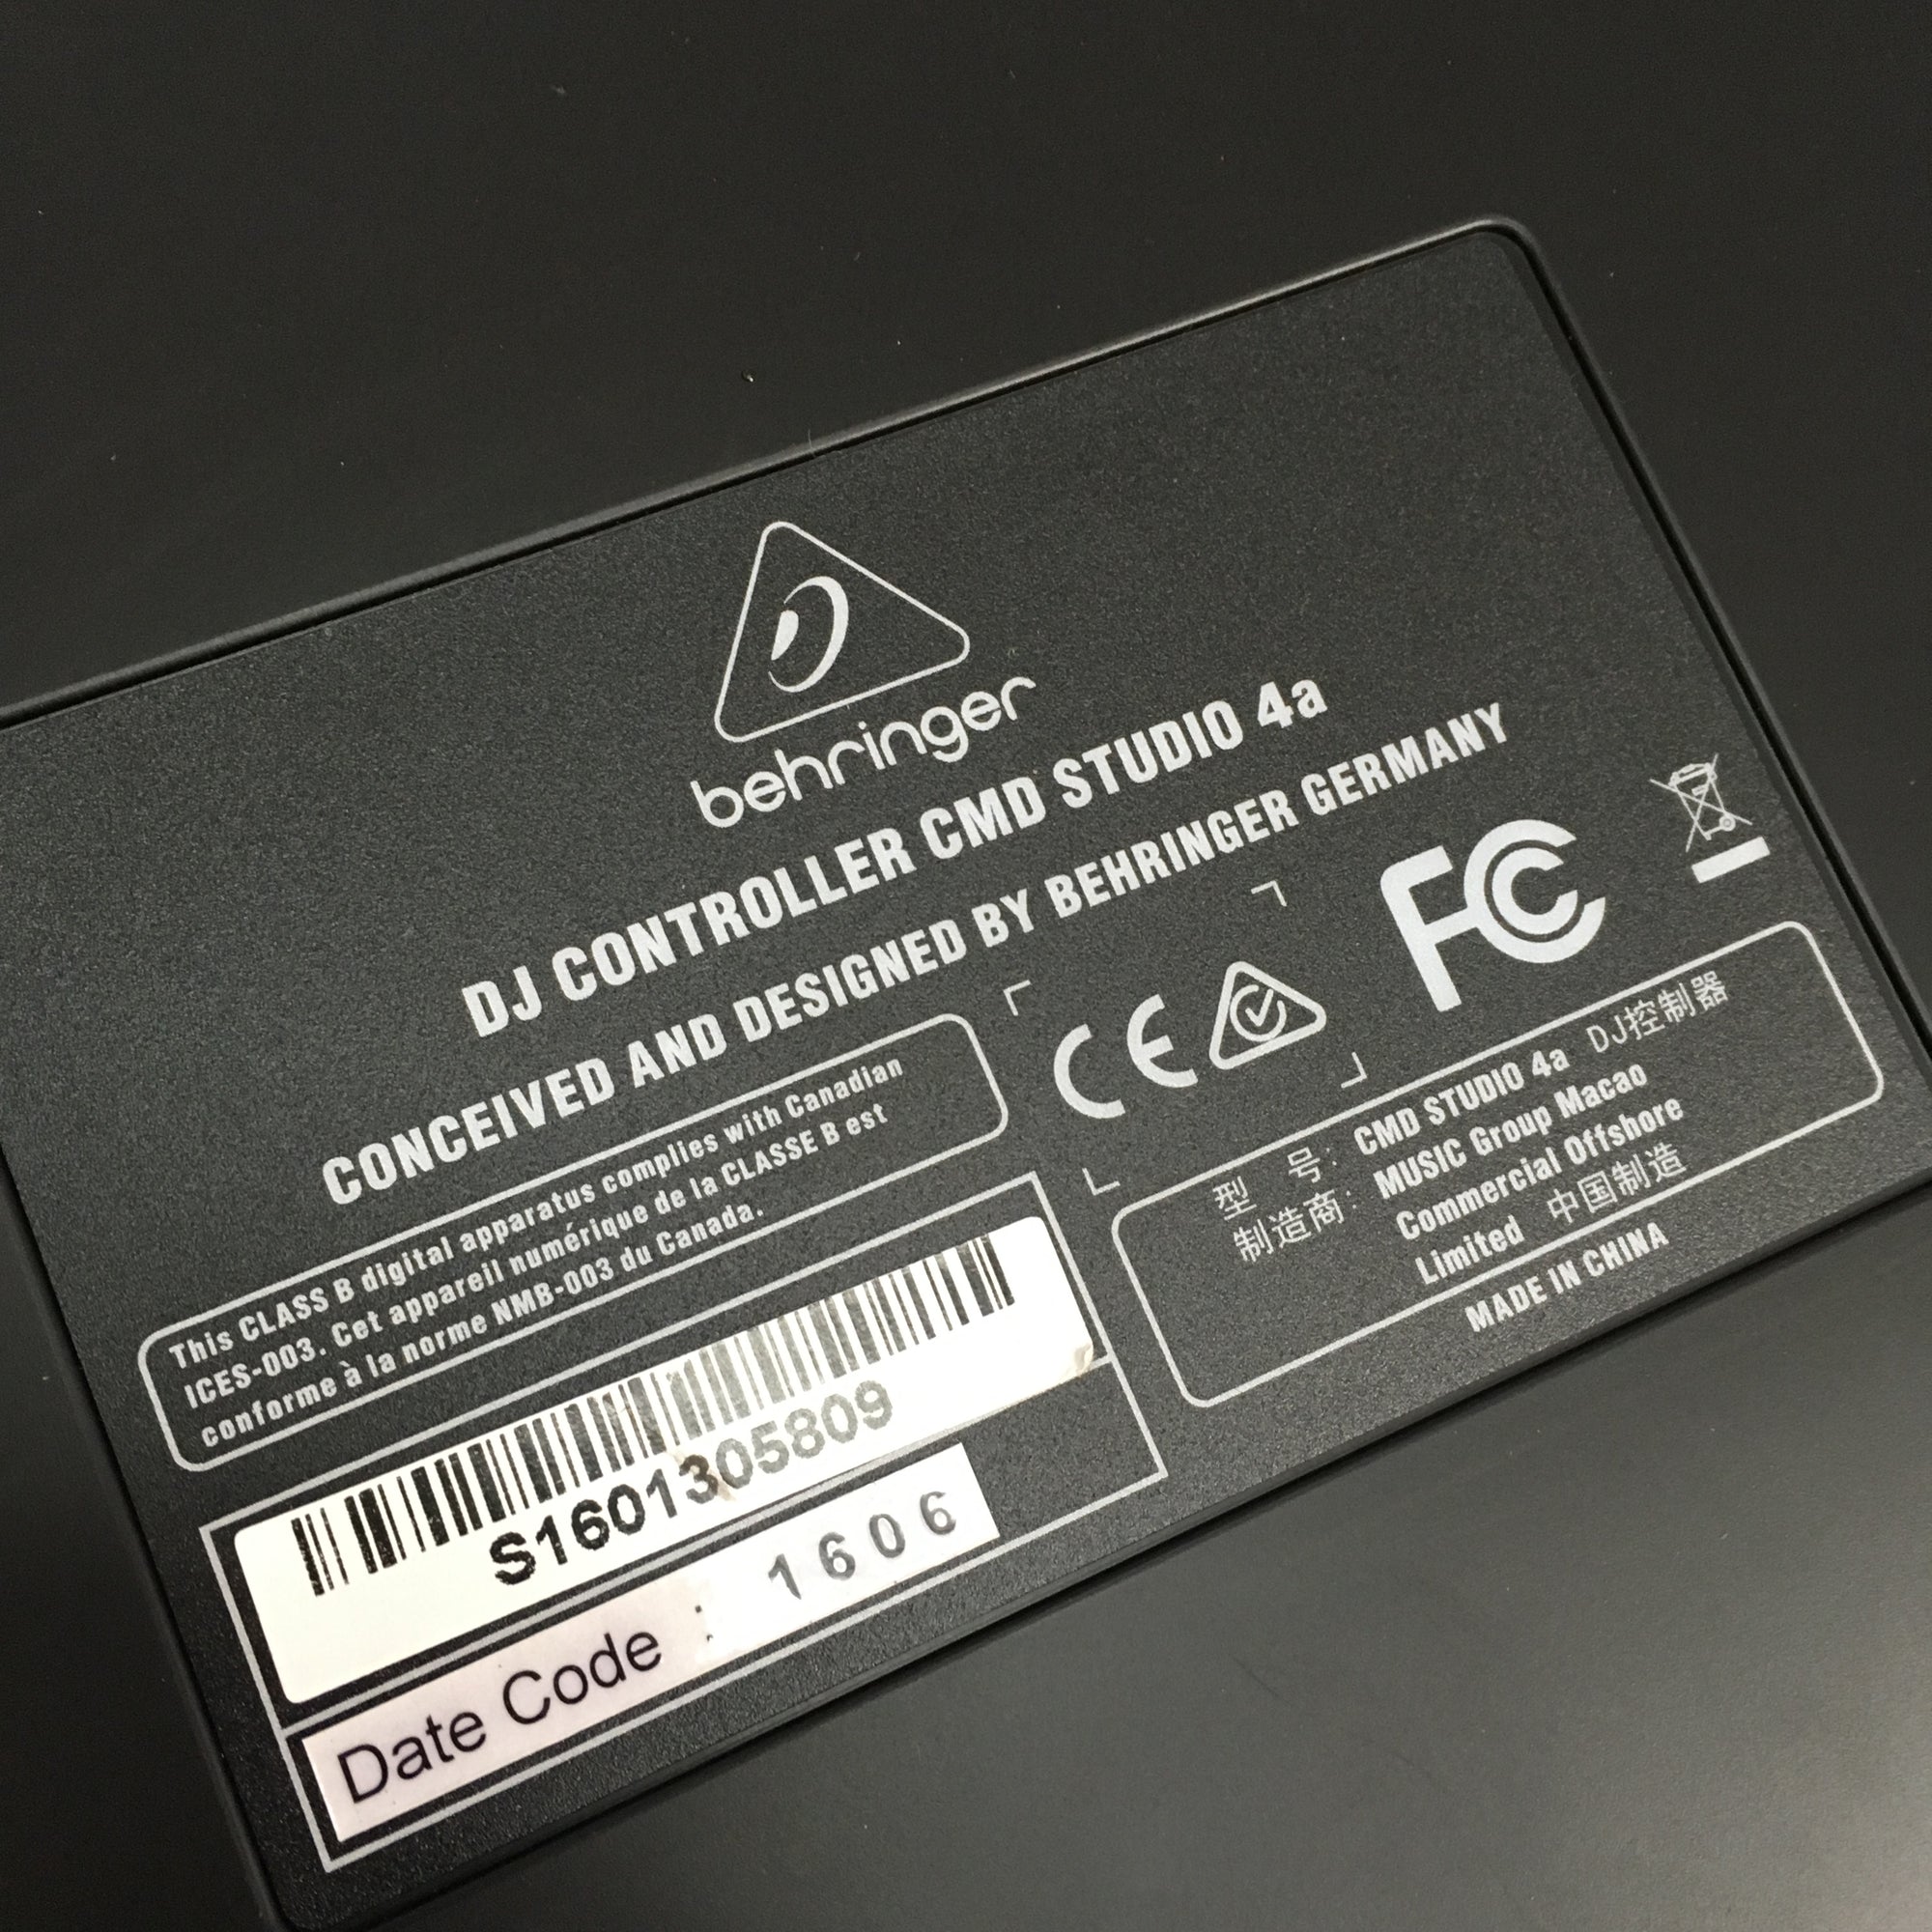 behringer
DJ CONTROLLER CMD STUDIO 4a
CONCEIVED AND DESIGNED BY BEHRINGER GERMANY
This CLASS B digital apparatus complies with Canadian
ICES-003. Cet appareil numérique de la CLASSE B est
conforme à la norme NMB-003 du Canada.
S1601305809
Date Code : 1606
CE
FC
型 号: CMD STUDIO 4a DJ控制器
制造商: MUSIC Group Macao
Commercial Offshore
Limited 中国制造
MADE IN CHINA